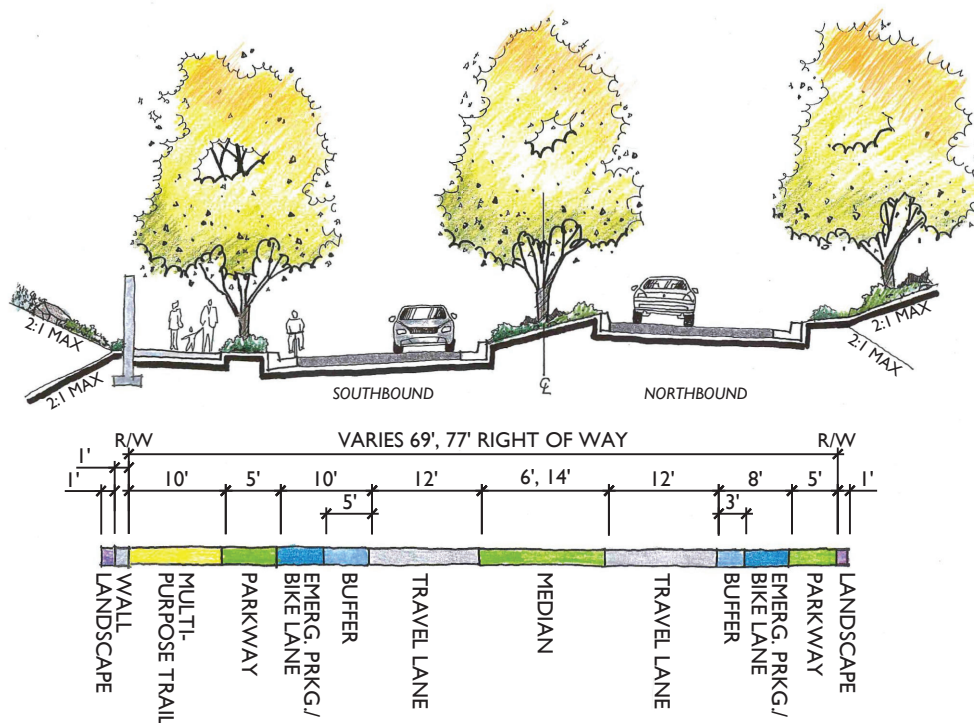 2:1 MAX
2:1 MAX
2:1 MAX
2:1 MAX
SOUTHBOUND
NORTHBOUND
R/W
VARIES 69', 77' RIGHT OF WAY
R/W
1'
1'
10'
5'
10'
12'
6', 14'
12'
8'
5'
1'
5'
3'
LANDSCAPE
WALL
MULTI-
PURPOSE TRAIL
PARKWAY
EMERG. PRKG./
BIKE LANE
BUFFER
TRAVEL LANE
MEDIAN
TRAVEL LANE
BUFFER
EMERG. PRKG./
BIKE LANE
PARKWAY
LANDSCAPE